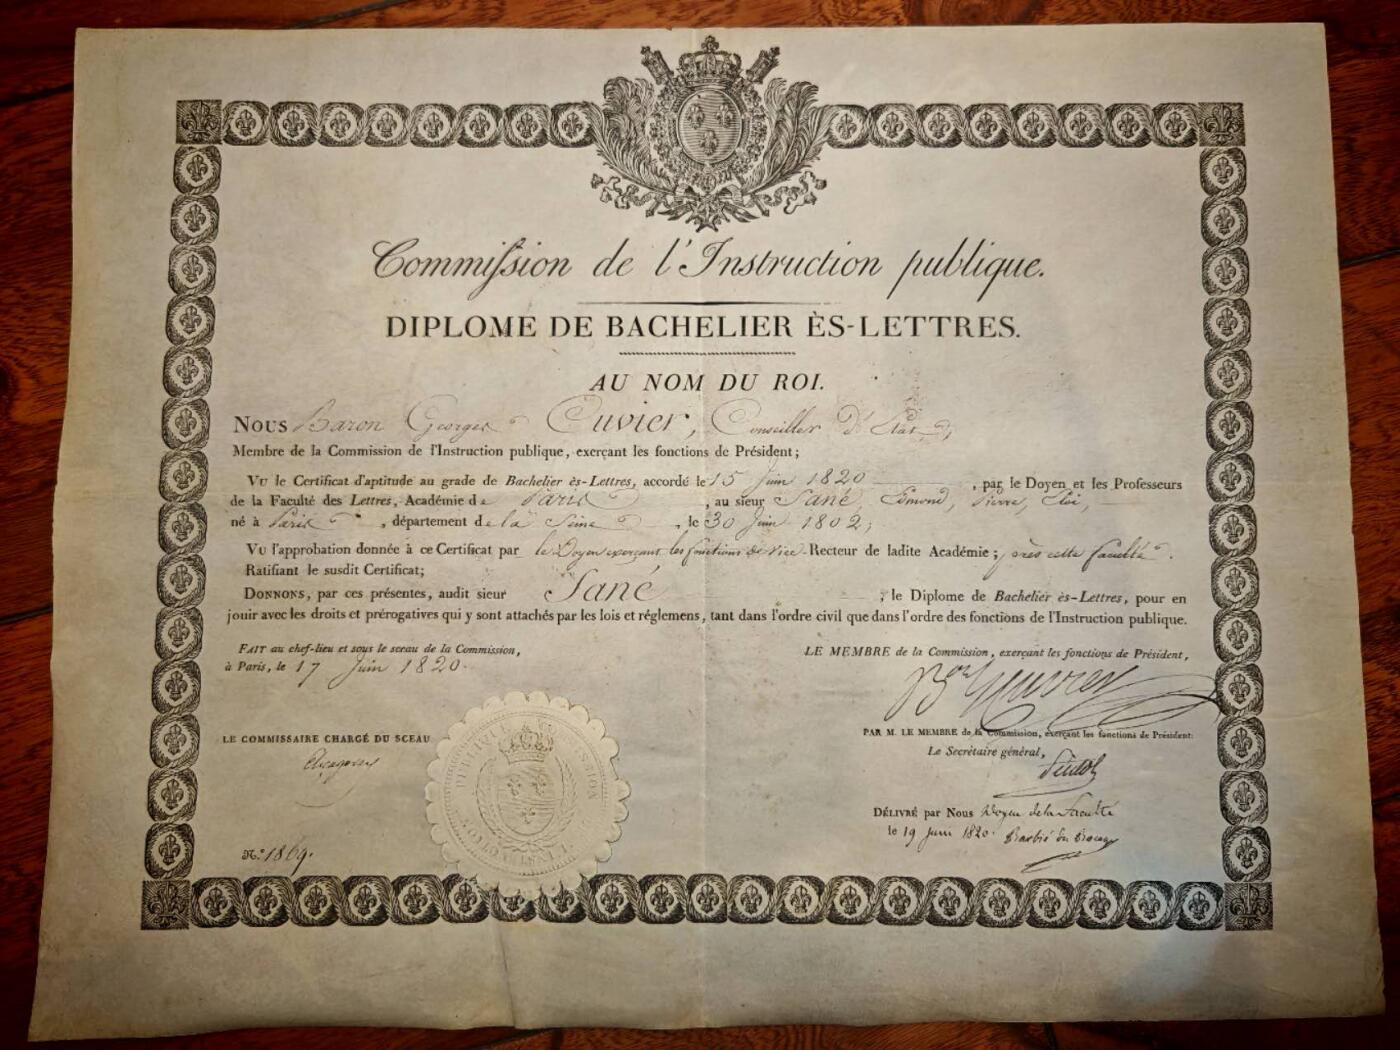 Commission de l'Instruction publique.
DIPLOME DE BACHELIER ÈS-LETTRES.
AU NOM DU ROI.
NOUS Baron Georges Cuvier, Conseiller D'Etat,
Membre de la Commission de l'Instruction publique, exerçant les fonctions de Président;
VU le Certificat d'aptitude au grade de Bachelier ès-Lettres, accordé le 15 Juin 1820, par le Doyen et les Professeurs
de la Faculté des Lettres, Académie de Paris, au sieur Sané, Edmond, Pierre, Eloi,
né à Paris, département de la Seine, le 30 Juin 1802;
VU l'approbation donnée à ce Certificat par le Doyen exerçant les fonctions de Vice-Recteur de ladite Académie; près cette faculté.
Ratifiant le susdit Certificat;
DONNONS, par ces présentes, audit sieur Sané, le Diplome de Bachelier ès-Lettres, pour en
jouir avec les droits et prérogatives qui y sont attachés par les lois et réglemens, tant dans l'ordre civil que dans l'ordre des fonctions de l'Instruction publique.
FAIT au chef-lieu et sous le sceau de la Commission,
à Paris, le 17 Juin 1820.
LE MEMBRE de la Commission, exerçant les fonctions de Président,
Bon Cuvier
LE COMMISSAIRE CHARGÉ DU SCEAU
PAR M. LE MEMBRE de la Commission, exerçant les fonctions de Président:
Le Secrétaire général,
DÉLIVRÉ par Nous Doyen de la Faculté
le 19 juin 1820. Barbié du Bocage
N.o 1869.